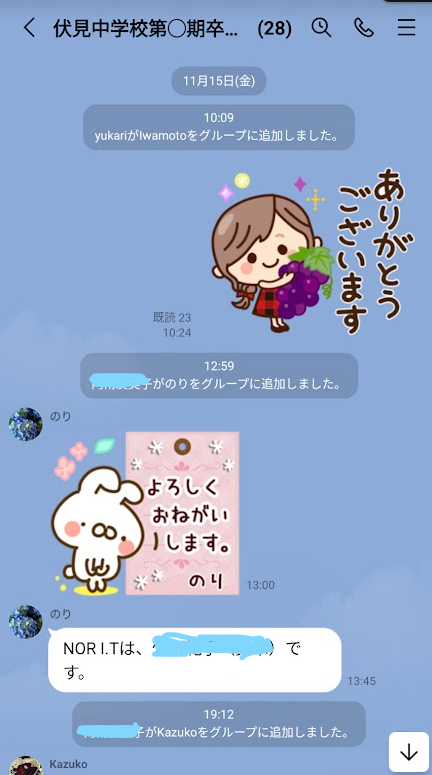 伏見中学校第〇期卒... (28)
11月15日(金)
10:09
yukariがIwamotoをグループに追加しました。
ありがとう
ございます
既読 23
10:24
12:59
子がのりをグループに追加しました。
のり
よろしく
おねがい
します。
のり
13:00
のり
NOR I.Tは、 で
す。
13:45
19:12
子がKazukoをグループに追加しました。
Kazuko